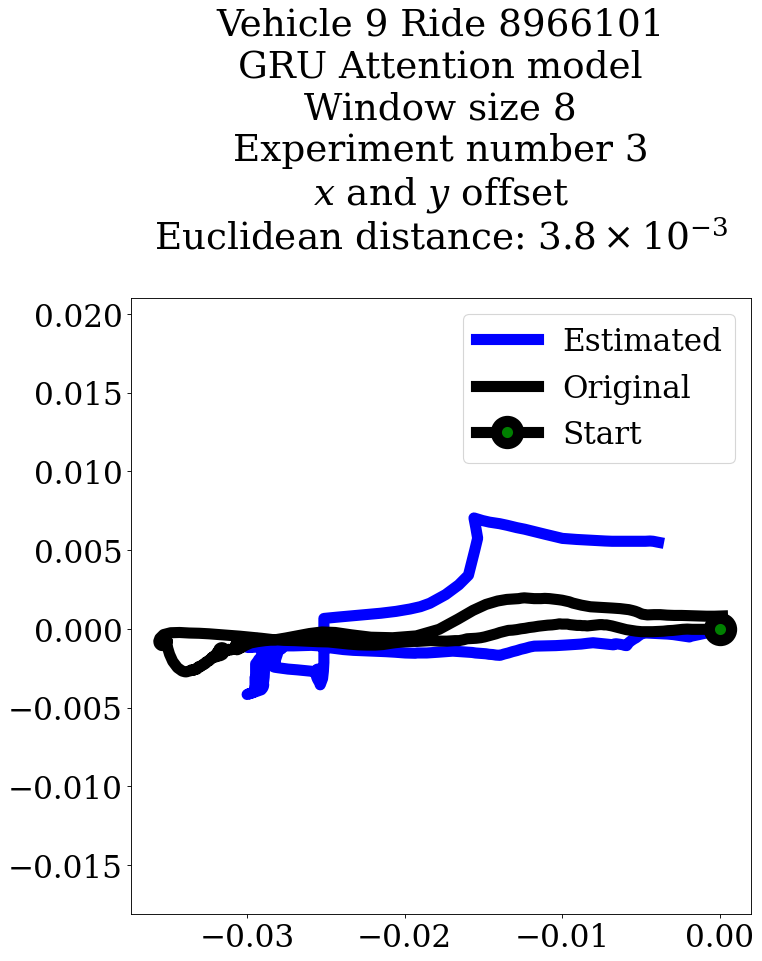 Vehicle 9 Ride 8966101
GRU Attention model
Window size 8
Experiment number 3
x and y offset
Euclidean distance: 3.8 × 10⁻³
0.020
Estimated
0.015
Original
Start
0.010
0.005
0.000
−0.005
−0.010
−0.015
−0.03 −0.02 −0.01 0.00